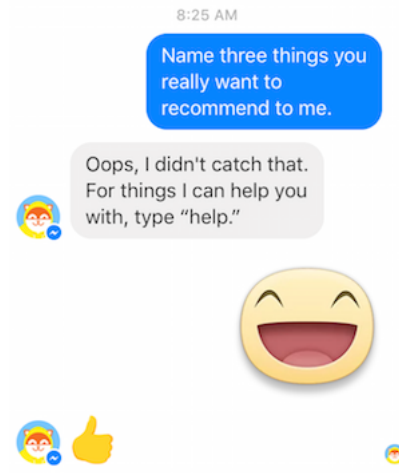 8:25 AM
Name three things you
really want to
recommend to me.
Oops, I didn't catch that.
For things I can help you
with, type “help.”